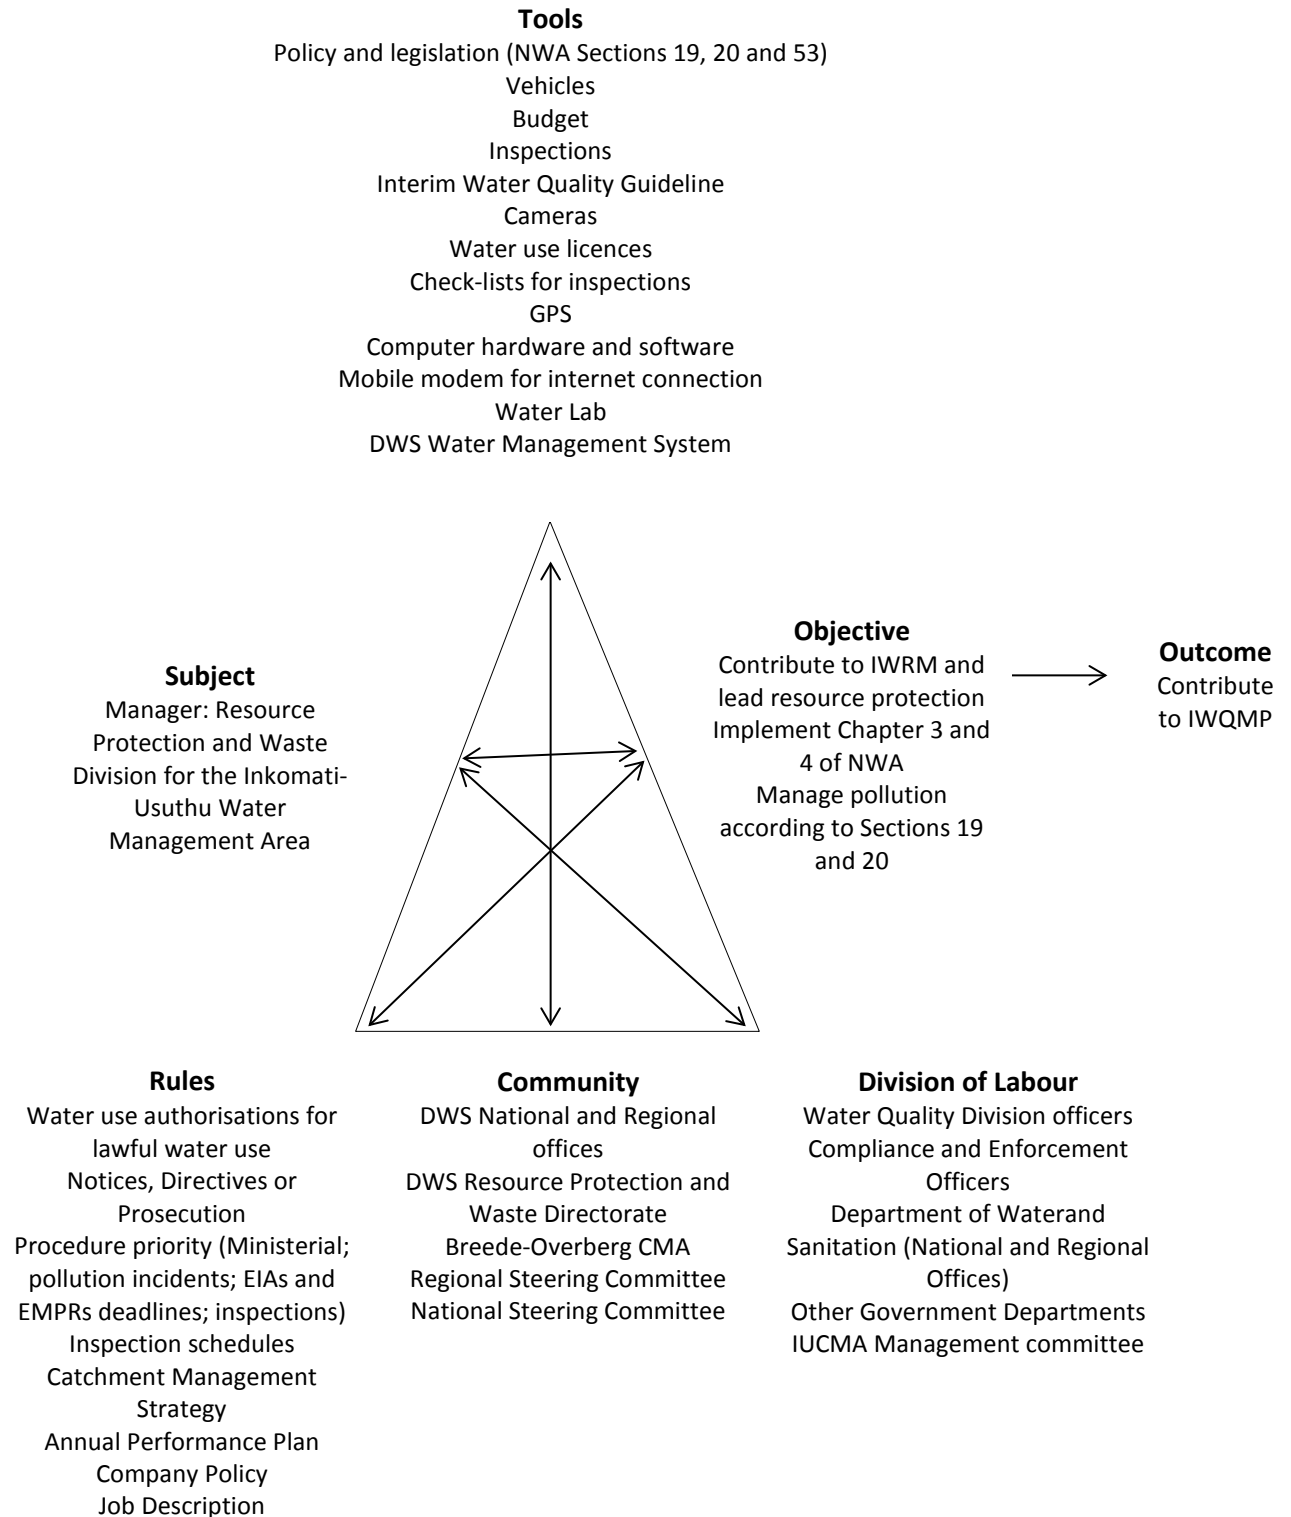 Tools
Policy and legislation (NWA Sections 19, 20 and 53)
Vehicles
Budget
Inspections
Interim Water Quality Guideline
Cameras
Water use licences
Check-lists for inspections
GPS
Computer hardware and software
Mobile modem for internet connection
Water Lab
DWS Water Management System
Subject
Manager: Resource
Protection and Waste
Division for the Inkomati-
Usuthu Water
Management Area
Objective
Contribute to IWRM and
lead resource protection
Implement Chapter 3 and
4 of NWA
Manage pollution
according to Sections 19
and 20
Outcome
Contribute
to IWQMP
Rules
Water use authorisations for
lawful water use
Notices, Directives or
Prosecution
Procedure priority (Ministerial;
pollution incidents; EIAs and
EMPRs deadlines; inspections)
Inspection schedules
Catchment Management
Strategy
Annual Performance Plan
Company Policy
Job Description
Community
DWS National and Regional
offices
DWS Resource Protection and
Waste Directorate
Breede-Overberg CMA
Regional Steering Committee
National Steering Committee
Division of Labour
Water Quality Division officers
Compliance and Enforcement
Officers
Department of Waterand
Sanitation (National and Regional
Offices)
Other Government Departments
IUCMA Management committee